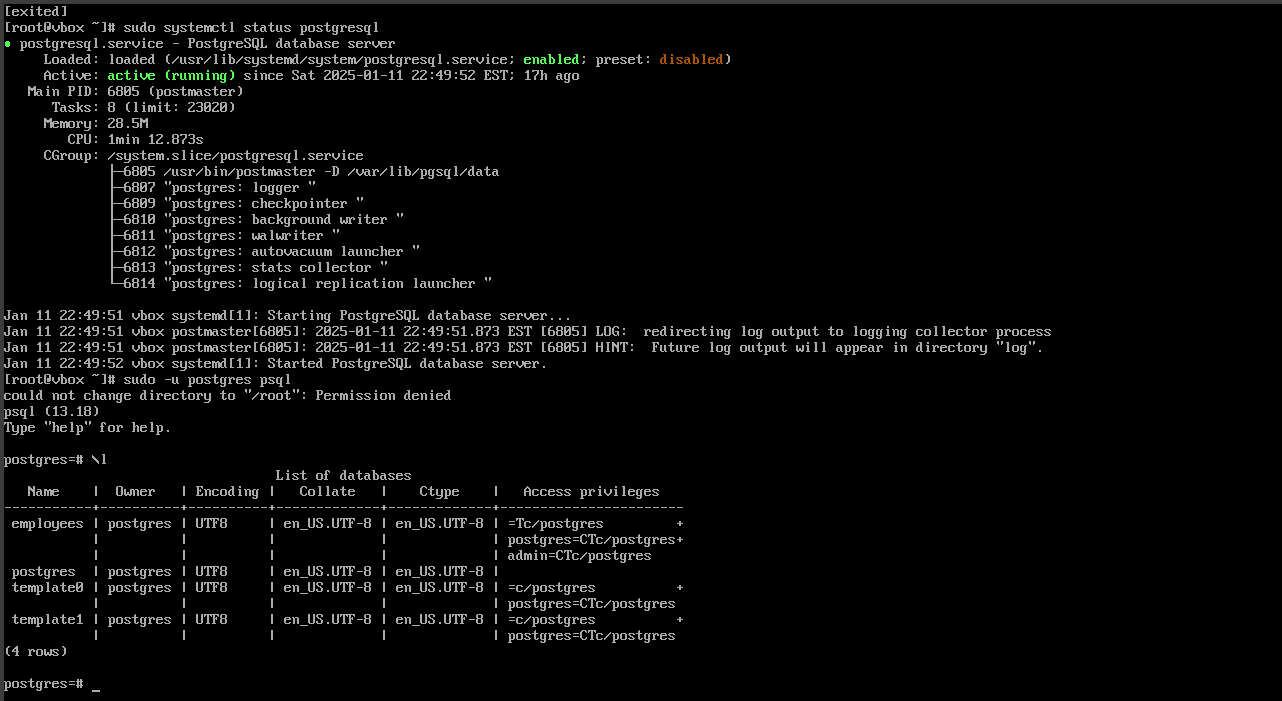 [exited]
[root@vbox ~]# sudo systemctl status postgresql
● postgresql.service - PostgreSQL database server
     Loaded: loaded (/usr/lib/systemd/system/postgresql.service; enabled; preset: disabled)
     Active: active (running) since Sat 2025-01-11 22:49:52 EST; 17h ago
   Main PID: 6805 (postmaster)
      Tasks: 8 (limit: 23020)
     Memory: 28.5M
        CPU: 1min 12.873s
     CGroup: /system.slice/postgresql.service
             ├─6805 /usr/bin/postmaster -D /var/lib/pgsql/data
             ├─6807 "postgres: logger "
             ├─6809 "postgres: checkpointer "
             ├─6810 "postgres: background writer "
             ├─6811 "postgres: walwriter "
             ├─6812 "postgres: autovacuum launcher "
             ├─6813 "postgres: stats collector "
             └─6814 "postgres: logical replication launcher "

Jan 11 22:49:51 vbox systemd[1]: Starting PostgreSQL database server...
Jan 11 22:49:51 vbox postmaster[6805]: 2025-01-11 22:49:51.873 EST [6805] LOG:  redirecting log output to logging collector process
Jan 11 22:49:51 vbox postmaster[6805]: 2025-01-11 22:49:51.873 EST [6805] HINT:  Future log output will appear in directory "log".
Jan 11 22:49:52 vbox systemd[1]: Started PostgreSQL database server.
[root@vbox ~]# sudo -u postgres psql
could not change directory to "/root": Permission denied
psql (13.18)
Type "help" for help.

postgres=# \l
                                  List of databases
   Name    |  Owner   | Encoding |   Collate   |    Ctype    |   Access privileges
-----------+----------+----------+-------------+-------------+-----------------------
 employees | postgres | UTF8     | en_US.UTF-8 | en_US.UTF-8 | =Tc/postgres         +
           |          |          |             |             | postgres=CTc/postgres+
           |          |          |             |             | admin=CTc/postgres
 postgres  | postgres | UTF8     | en_US.UTF-8 | en_US.UTF-8 |
 template0 | postgres | UTF8     | en_US.UTF-8 | en_US.UTF-8 | =c/postgres          +
           |          |          |             |             | postgres=CTc/postgres
 template1 | postgres | UTF8     | en_US.UTF-8 | en_US.UTF-8 | =c/postgres          +
           |          |          |             |             | postgres=CTc/postgres
(4 rows)

postgres=# _